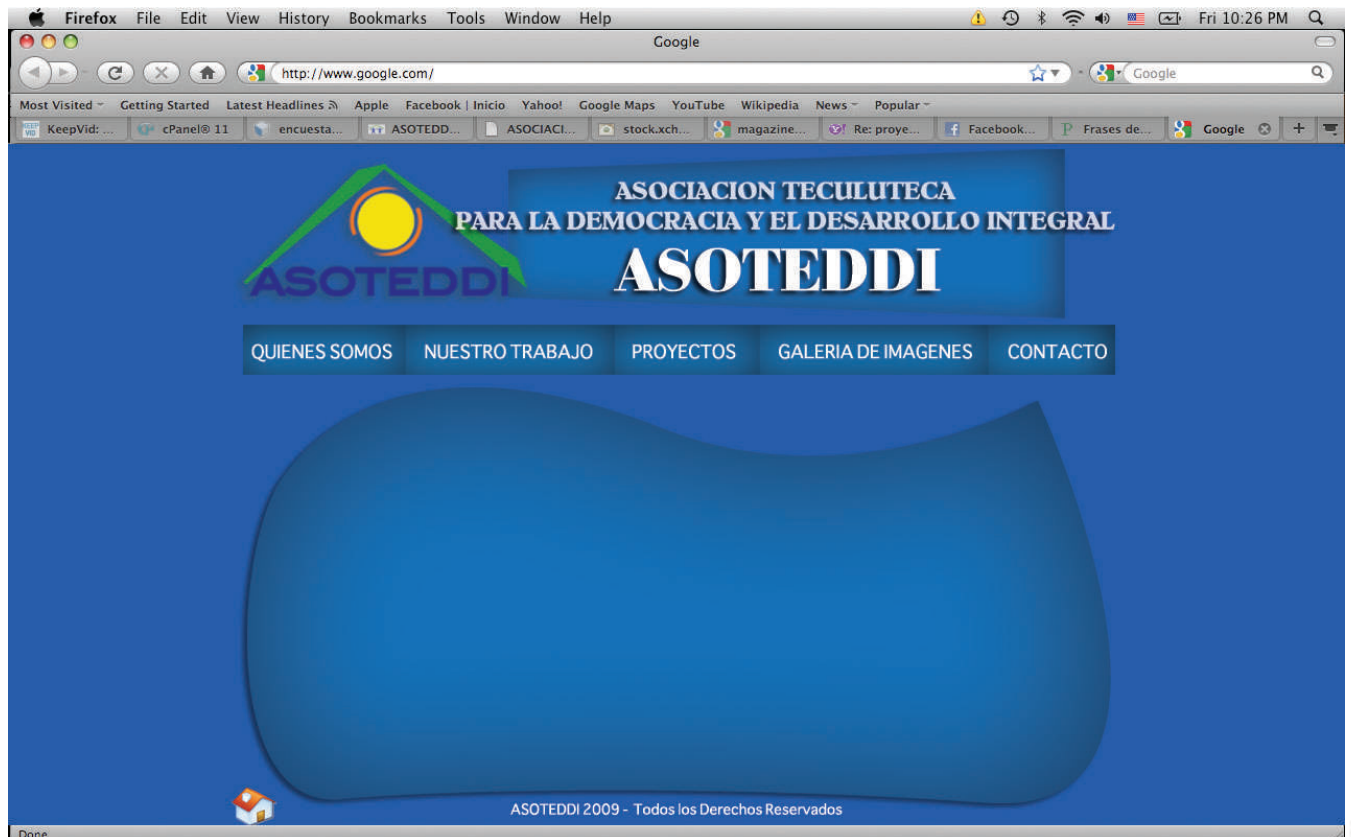 Firefox File Edit View History Bookmarks Tools Window Help Fri 10:26 PM
Google
http://www.google.com/ Google
Most Visited Getting Started Latest Headlines Apple Facebook | Inicio Yahoo! Google Maps YouTube Wikipedia News Popular
KEEP VID KeepVid: ... cPanel® 11 encuesta... ASOTEDD... ASOCIACI... stock.xch... magazine... Re: proye... Facebook... Frases de... Google
ASOCIACION TECULUTECA
PARA LA DEMOCRACIA Y EL DESARROLLO INTEGRAL
ASOTEDDI
ASOTEDDI
QUIENES SOMOS NUESTRO TRABAJO PROYECTOS GALERIA DE IMAGENES CONTACTO
ASOTEDDI 2009 - Todos los Derechos Reservados
Done